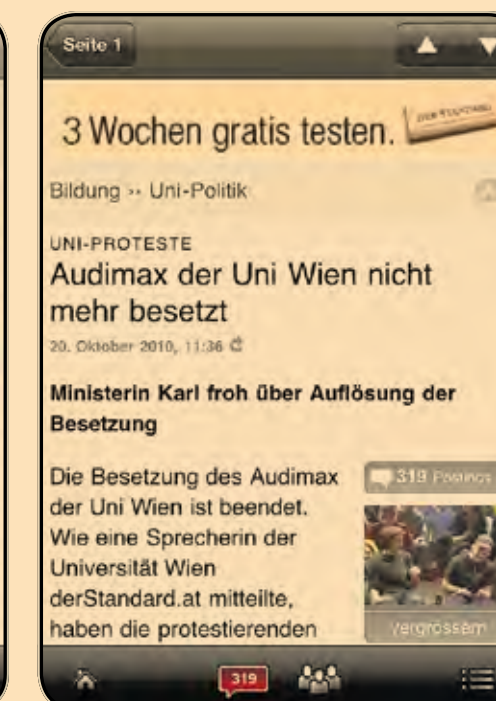 Seite 1
3 Wochen gratis testen.
DER STANDARD
Bildung ›› Uni-Politik
UNI-PROTESTE
Audimax der Uni Wien nicht
mehr besetzt
20. Oktober 2010, 11:36
Ministerin Karl froh über Auflösung der
Besetzung
Die Besetzung des Audimax
der Uni Wien ist beendet.
Wie eine Sprecherin der
Universität Wien
derStandard.at mitteilte,
haben die protestierenden
319 Postings
vergrössern
319